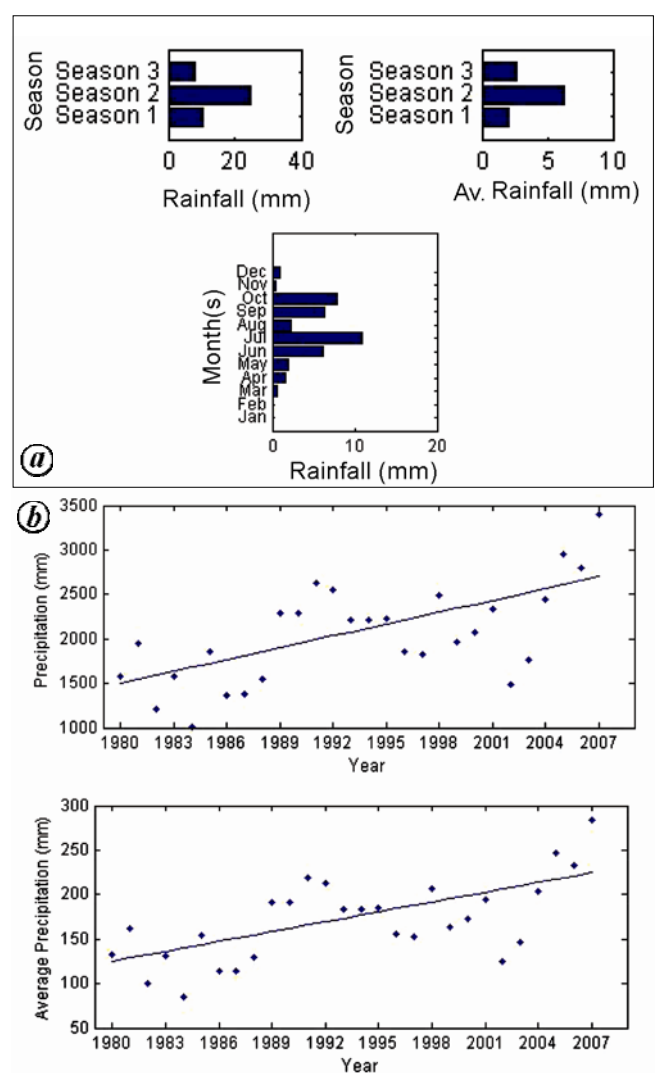 Season
Season 3
Season 2
Season 1
0 20 40
Rainfall (mm)
Season
Season 3
Season 2
Season 1
0 5 10
Av. Rainfall (mm)
Month(s)
Dec
Nov
Oct
Sep
Aug
Jul
Jun
May
Apr
Mar
Feb
Jan
0 10 20
Rainfall (mm)
a
b
Precipitation (mm)
3500
3000
2500
2000
1500
1000
1980 1983 1986 1989 1992 1995 1998 2001 2004 2007
Year
Average Precipitation (mm)
300
250
200
150
100
50
1980 1983 1986 1989 1992 1995 1998 2001 2004 2007
Year